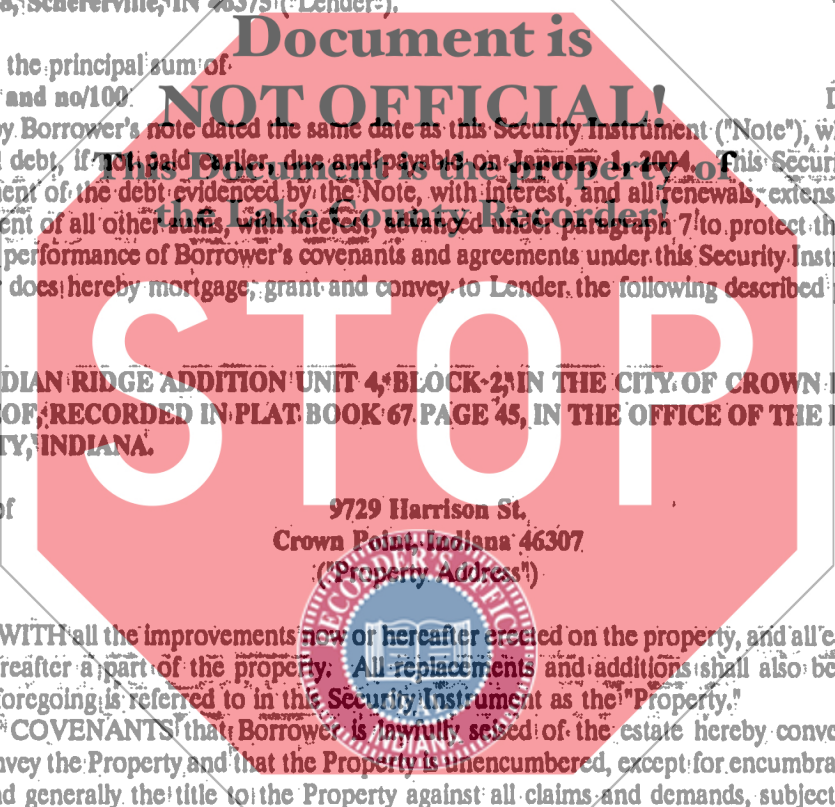 a, Schererville, IN 46375 ("Lender").
Document is
the principal sum of
and no/100
NOT OFFICIAL!
y Borrower's note dated the same date as this Security Instrument ("Note"), w
debt, if not paid earlier, due and payable on January 1, 2004. this Secur
This Document is the property of
ent of the debt evidenced by the Note, with interest, and all renewals, extens
the Lake County Recorder!
ent of all other sums, with interest, advanced under paragraph 7 to protect th
performance of Borrower's covenants and agreements under this Security Inst
does hereby mortgage, grant and convey to Lender the following described
STOP
DIAN RIDGE ADDITION UNIT 4, BLOCK 2, IN THE CITY OF CROWN
OF, RECORDED IN PLAT BOOK 67 PAGE 45, IN THE OFFICE OF THE
TY, INDIANA.
of
9729 Harrison St.
Crown Point, Indiana 46307
("Property Address")
RECORDER'S OFFICE
WITH all the improvements now or hereafter erected on the property, and all e
reafter a part of the property. All replacements and additions shall also be
foregoing is referred to in this Security Instrument as the "Property."
SEAL
INDIANA
COVENANTS that Borrower is lawfully seised of the estate hereby conve
nvey the Property and that the Property is unencumbered, except for encumbra
nd generally the title to the Property against all claims and demands, subjec